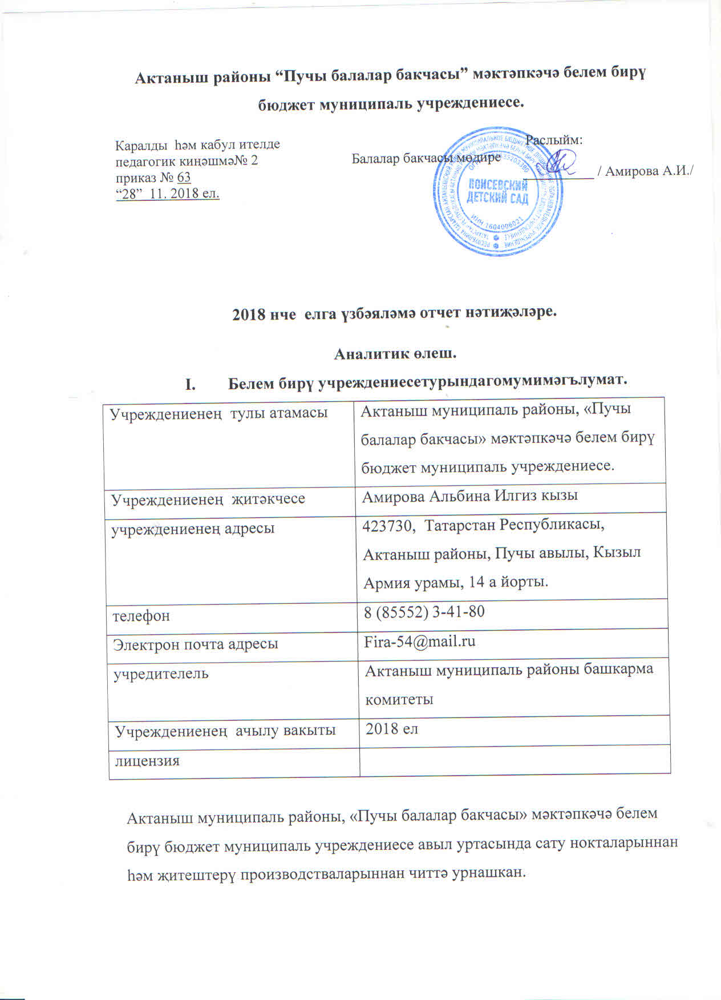 Актаныш районы “Пучы балалар бакчасы” мәктәпкәчә белем бирү
бюджет муниципаль учреждениесе.
Каралды һәм кабул ителде
педагогик киңәшмә№ 2
приказ № 63
“28” 11. 2018 ел.
Раслыйм:
Балалар бакчасы мөдире
/ Амирова А.И./
ПОИСЕВСКИЙ
ДЕТСКИЙ САД
2018 нче елга үзбәяләмә отчет нәтиҗәләре.
Аналитик өлеш.
I. Белем бирү учреждениесетурындагомумимәгълумат.
Учреждениенең тулы атамасы
Актаныш муниципаль районы, «Пучы
балалар бакчасы» мәктәпкәчә белем бирү
бюджет муниципаль учреждениесе.
Учреждениенең җитәкчесе
Амирова Альбина Илгиз кызы
учреждениенең адресы
423730, Татарстан Республикасы,
Актаныш районы, Пучы авылы, Кызыл
Армия урамы, 14 а йорты.
телефон
8 (85552) 3-41-80
Электрон почта адресы
Fira-54@mail.ru
учредителель
Актаныш муниципаль районы башкарма
комитеты
Учреждениенең ачылу вакыты
2018 ел
лицензия
Актаныш муниципаль районы, «Пучы балалар бакчасы» мәктәпкәчә белем
бирү бюджет муниципаль учреждениесе авыл уртасында сату нокталарыннан
һәм җитештерү производстваларыннан читтә урнашкан.